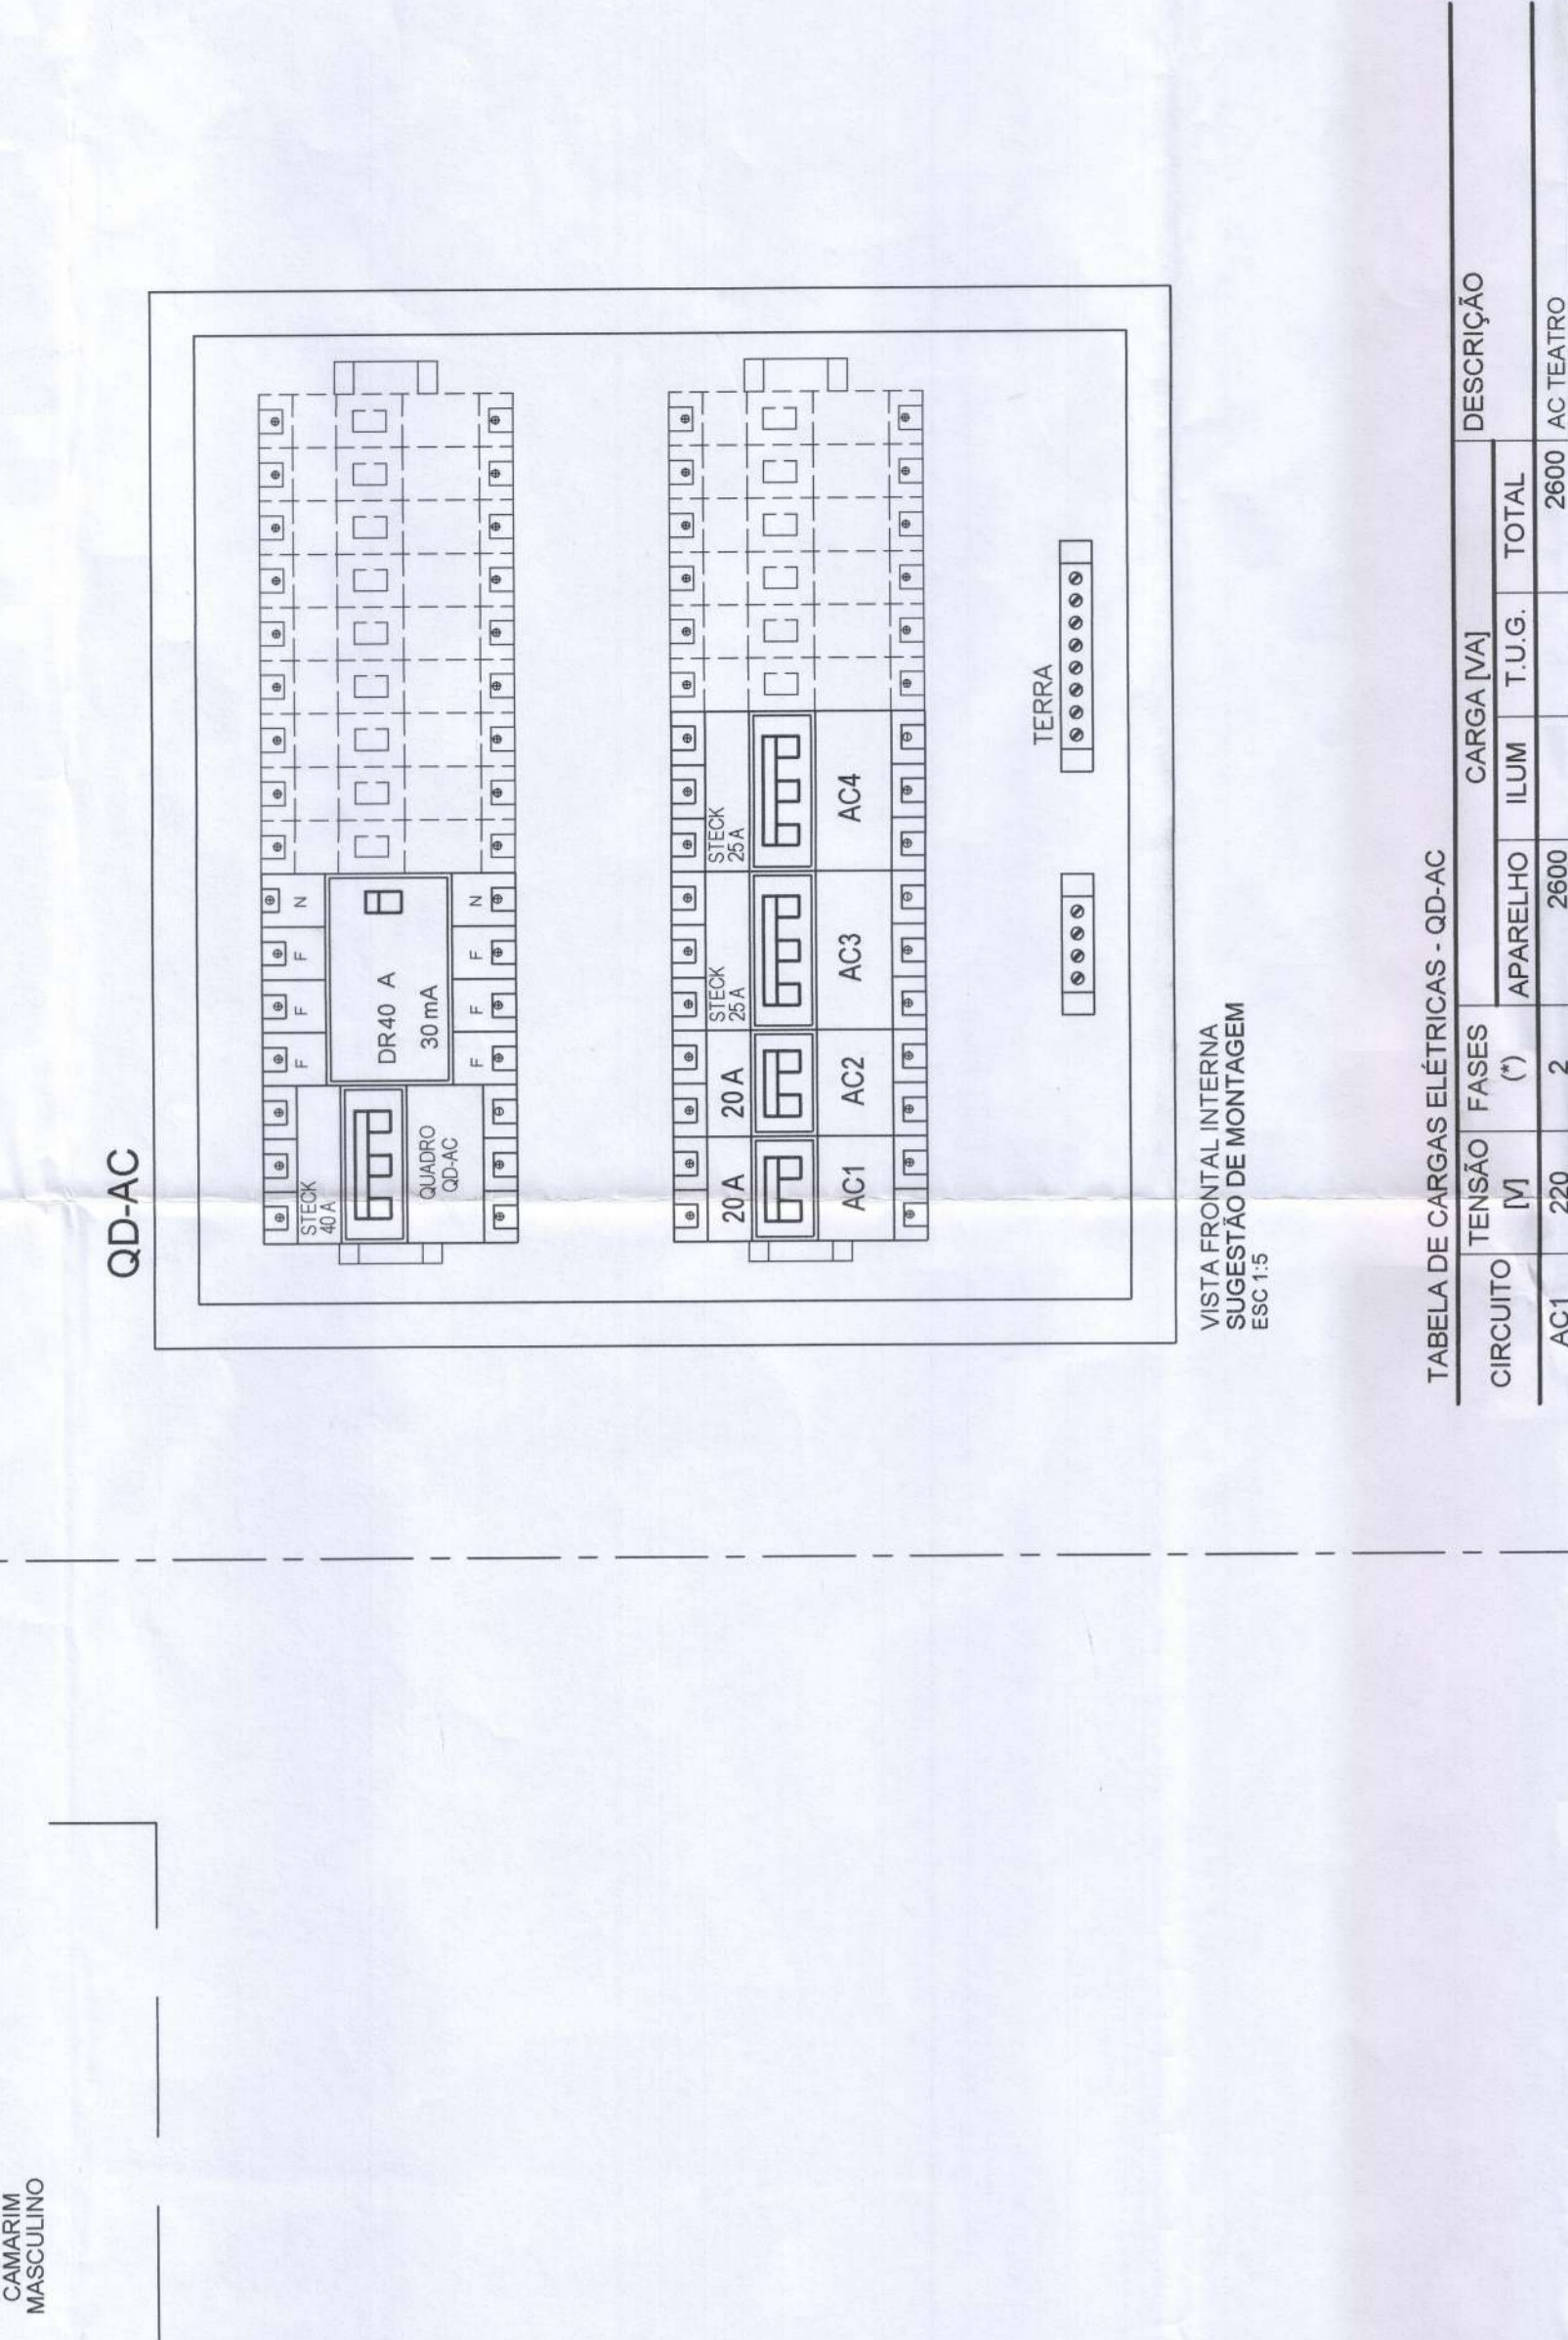 CAMARIM
MASCULINO
QD-AC
STECK
40 A
QUADRO
QD-AC
F F F N
DR 40 A
30 mA
F F F N
20 A
AC1
20 A
AC2
STECK
25 A
AC3
STECK
25 A
AC4
TERRA
VISTA FRONTAL INTERNA
SUGESTÃO DE MONTAGEM
ESC 1:5
TABELA DE CARGAS ELÉTRICAS - QD-AC
CIRCUITO TENSÃO [V] FASES (*) CARGA [VA] DESCRIÇÃO
APARELHO ILUM T.U.G. TOTAL
AC1 220 2 2600 2600 AC TEATRO